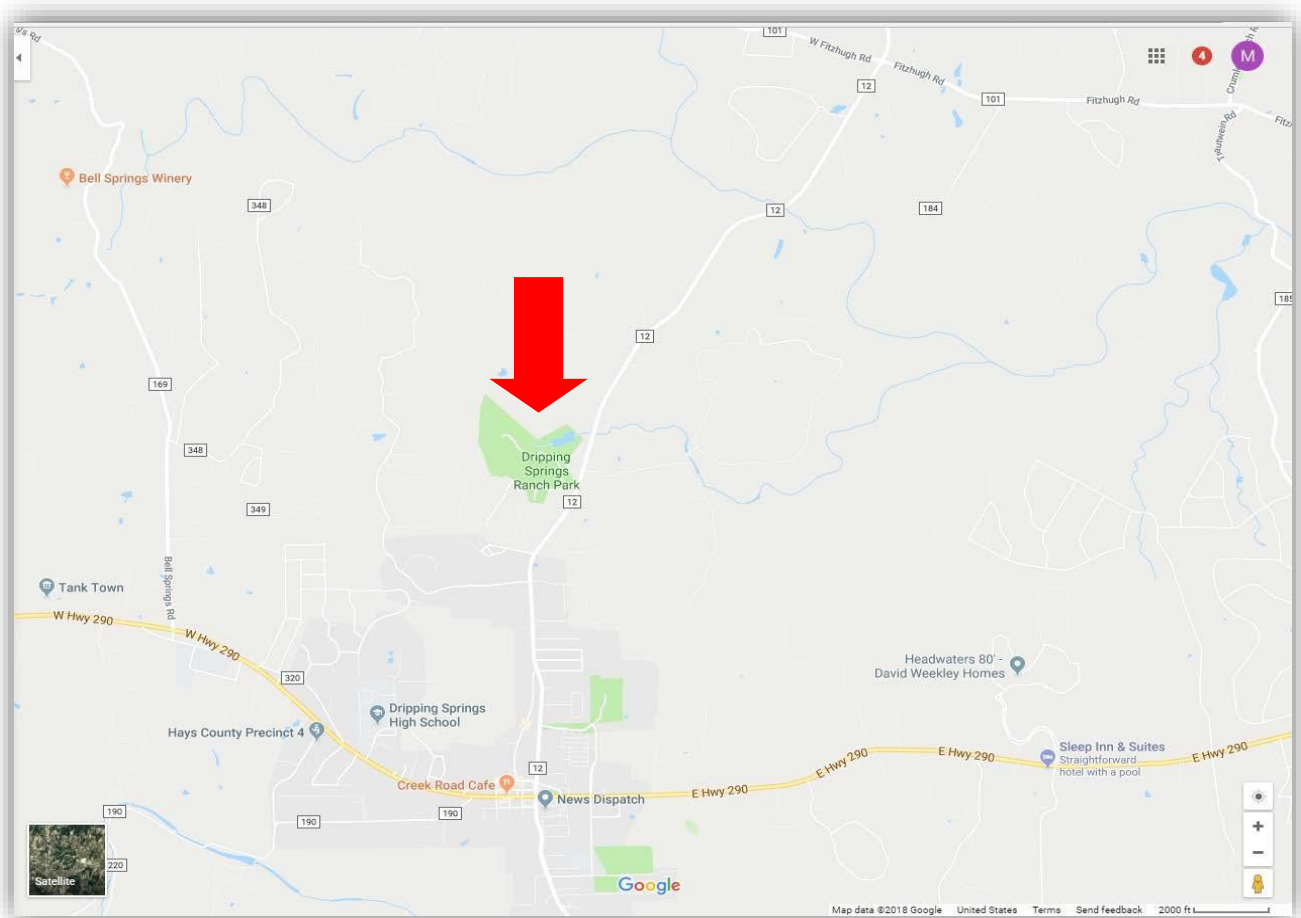 101
W Fitzhugh Rd
Fitzhugh Rd
4
M
12
101
Fitzhugh Rd
Trautwein Rd
Bell Springs Winery
348
12
184
185
12
169
348
Dripping
Springs
Ranch Park
12
349
Bell Springs Rd
Tank Town
W Hwy 290
W Hwy 290
Headwaters 80' -
David Weekley Homes
320
Dripping Springs
High School
Hays County Precinct 4
Sleep Inn & Suites
Straightforward
hotel with a pool
E Hwy 290
E Hwy 290
E Hwy 290
12
Creek Road Cafe
News Dispatch
E Hwy 290
190
190
190
220
Satellite
Google
Map data ©2018 Google United States Terms Send feedback 2000 ft